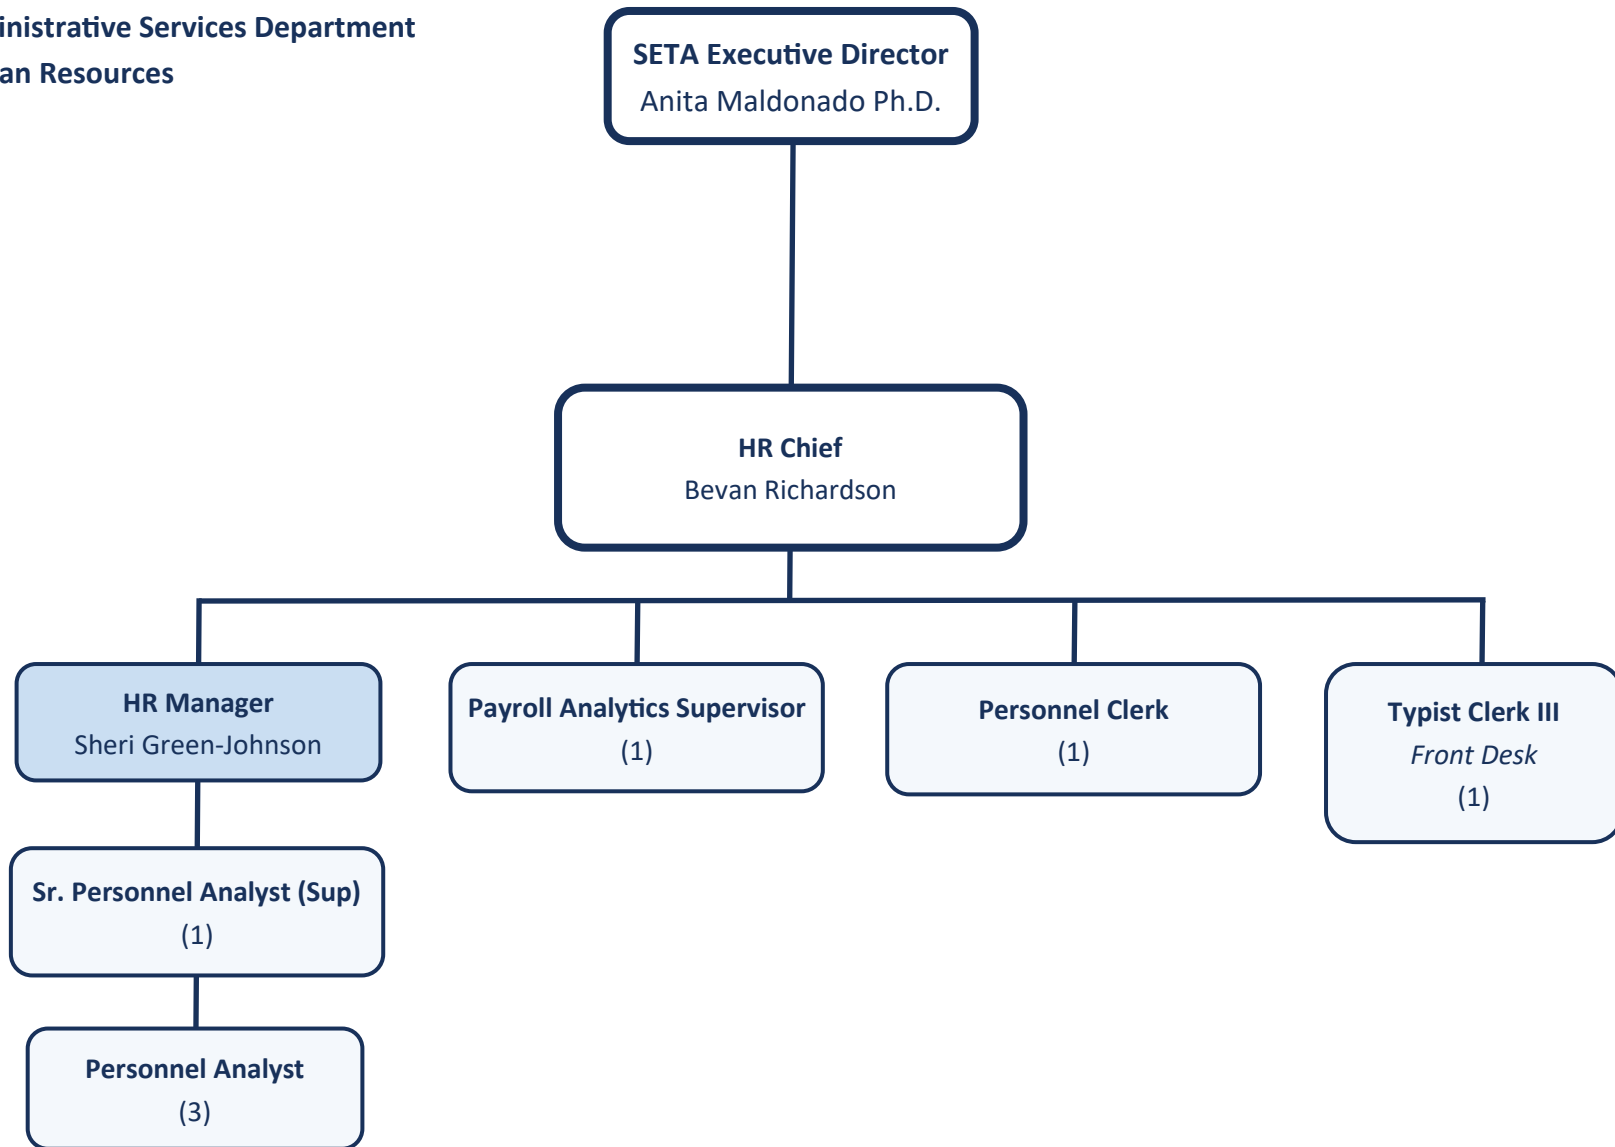 inistrative Services Department
an Resources
SETA Executive Director
Anita Maldonado Ph.D.
HR Chief
Bevan Richardson
HR Manager
Sheri Green-Johnson
Payroll Analytics Supervisor
(1)
Personnel Clerk
(1)
Typist Clerk III
Front Desk
(1)
Sr. Personnel Analyst (Sup)
(1)
Personnel Analyst
(3)